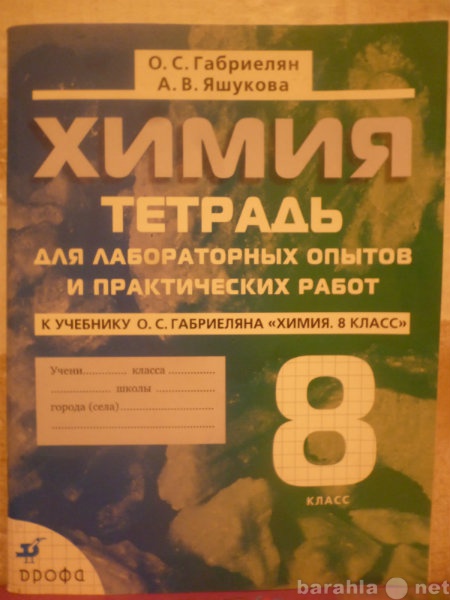 О. С. Габриелян
А. В. Яшукова
ХИМИЯ
ТЕТРАДЬ
ДЛЯ ЛАБОРАТОРНЫХ ОПЫТОВ
И ПРАКТИЧЕСКИХ РАБОТ
К УЧЕБНИКУ О. С. ГАБРИЕЛЯНА «ХИМИЯ. 8 КЛАСС»
Учени............. класса ..............
.................. школы ..................
города (села)............................
8
КЛАСС
дрофа
barahla.net